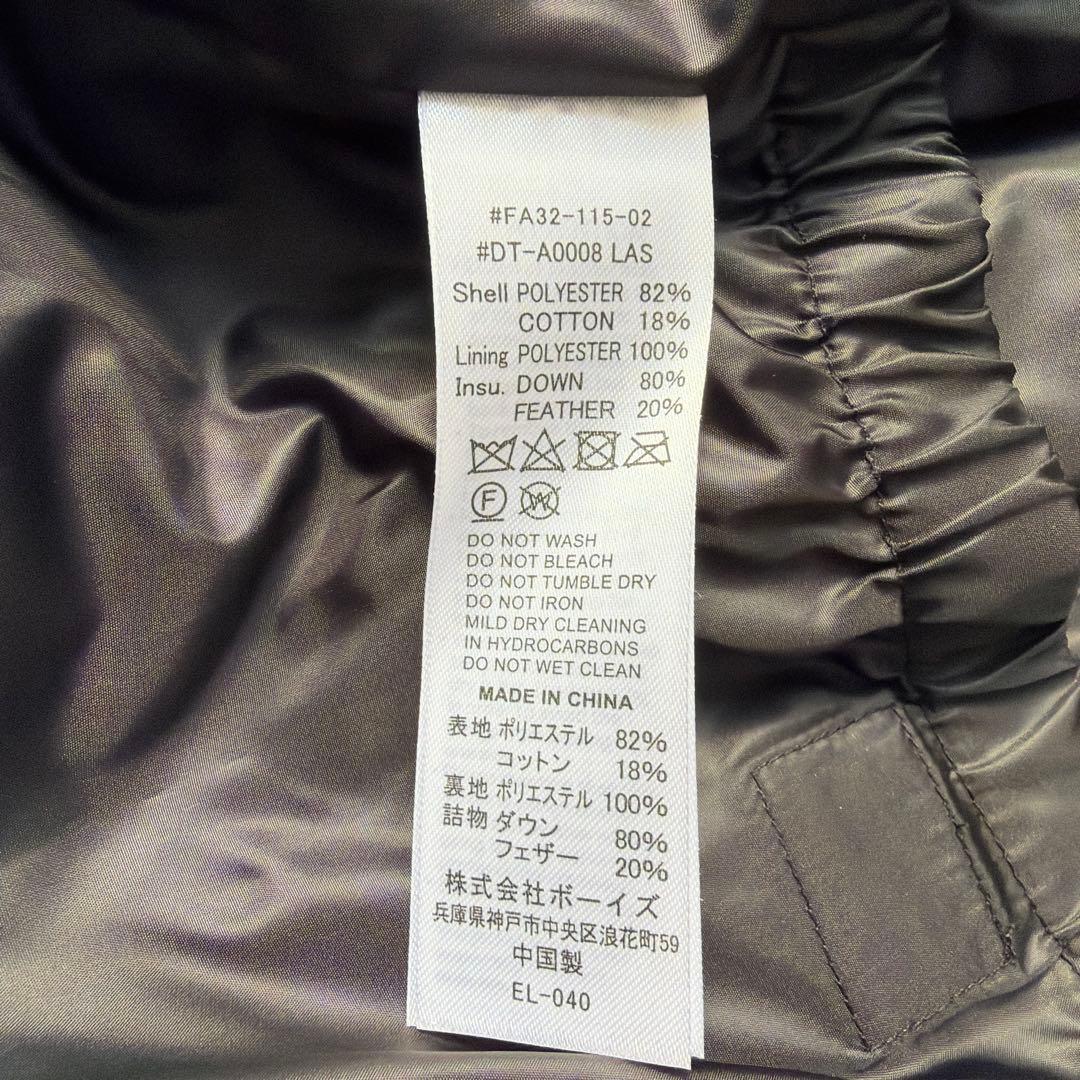 #FA32-115-02
#DT-A0008 LAS
Shell POLYESTER 82%
COTTON 18%
Lining POLYESTER 100%
Insu. DOWN 80%
FEATHER 20%
F W
DO NOT WASH
DO NOT BLEACH
DO NOT TUMBLE DRY
DO NOT IRON
MILD DRY CLEANING
IN HYDROCARBONS
DO NOT WET CLEAN
MADE IN CHINA
表地 ポリエステル 82%
コットン 18%
裏地 ポリエステル 100%
詰物 ダウン 80%
フェザー 20%
株式会社ボーイズ
兵庫県神戸市中央区浪花町59
中国製
EL-040